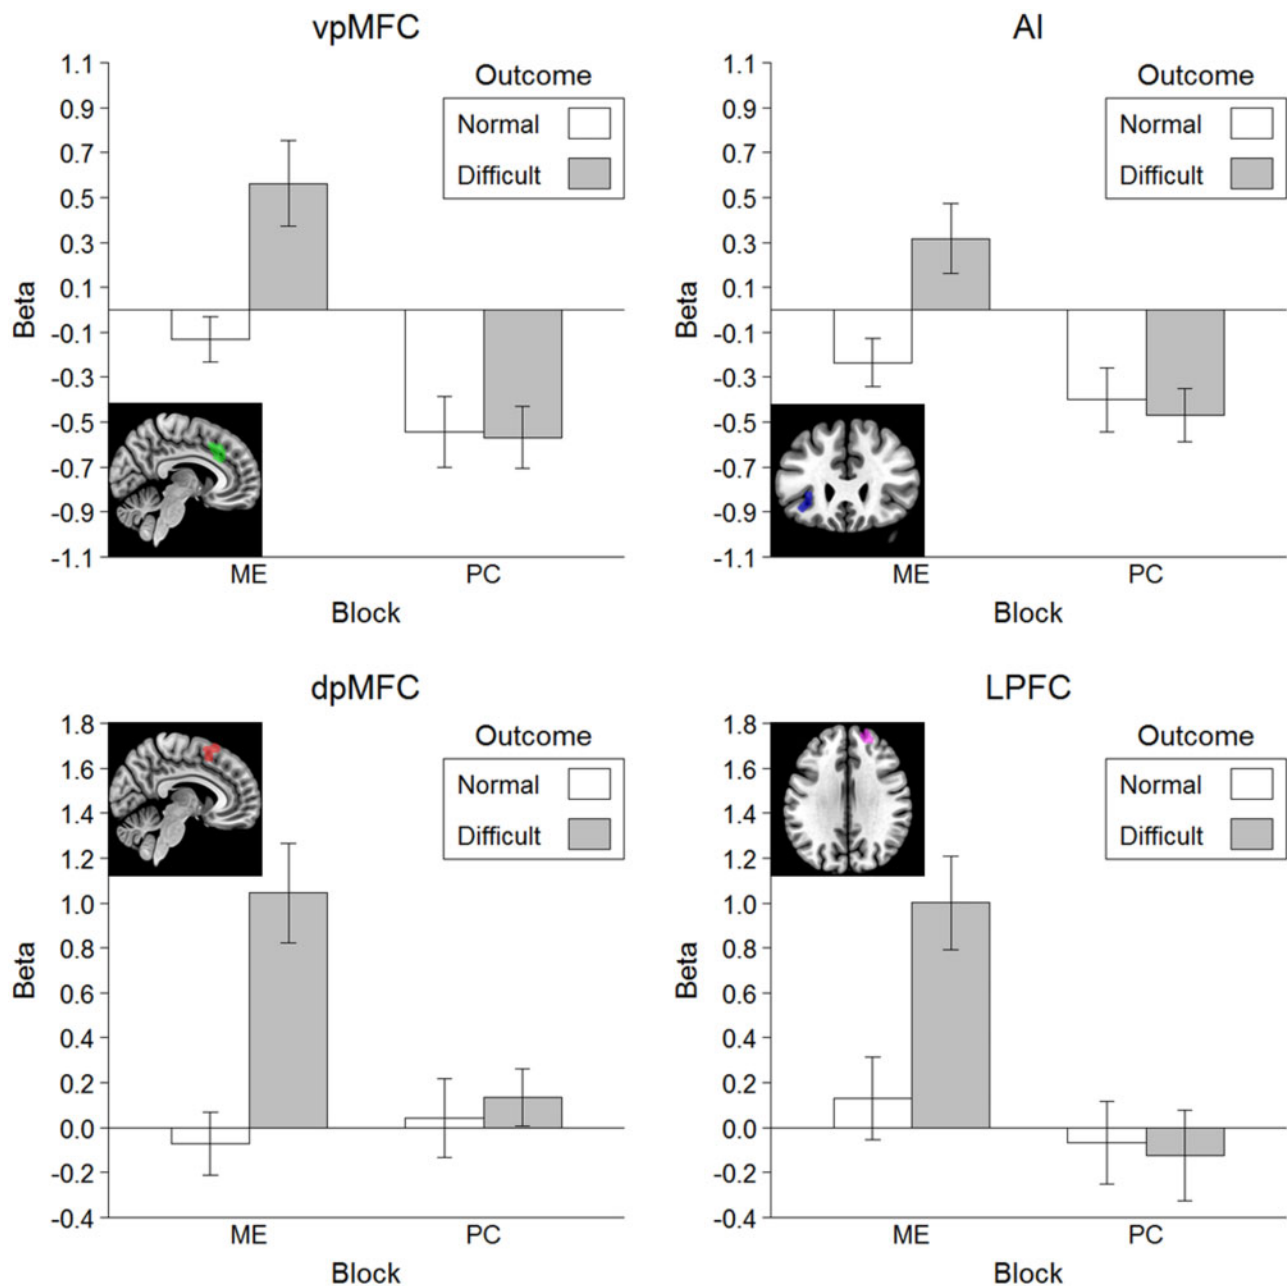 vpMFC
1.1
0.9
0.7
0.5
0.3
0.1
-0.1
-0.3
-0.5
-0.7
-0.9
-1.1
Beta
Outcome
Normal
Difficult
ME PC
Block
AI
1.1
0.9
0.7
0.5
0.3
0.1
-0.1
-0.3
-0.5
-0.7
-0.9
-1.1
Beta
Outcome
Normal
Difficult
ME PC
Block
dpMFC
1.8
1.6
1.4
1.2
1.0
0.8
0.6
0.4
0.2
0.0
-0.2
-0.4
Beta
Outcome
Normal
Difficult
ME PC
Block
LPFC
1.8
1.6
1.4
1.2
1.0
0.8
0.6
0.4
0.2
0.0
-0.2
-0.4
Beta
Outcome
Normal
Difficult
ME PC
Block